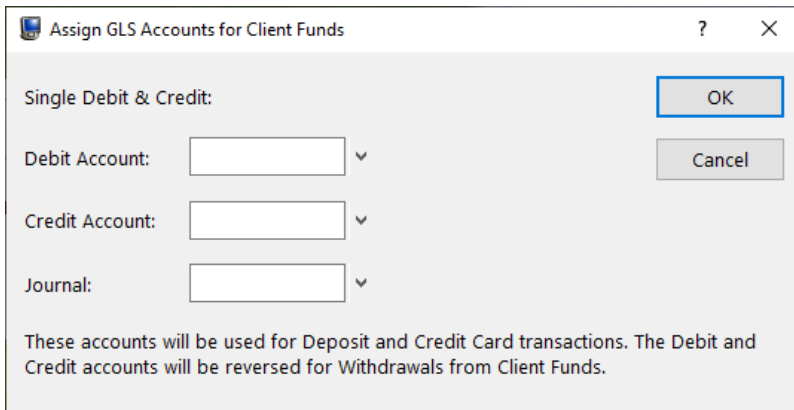 Assign GLS Accounts for Client Funds ?
Single Debit & Credit:
OK
Debit Account:
Cancel
Credit Account:
Journal:
These accounts will be used for Deposit and Credit Card transactions. The Debit and
Credit accounts will be reversed for Withdrawals from Client Funds.